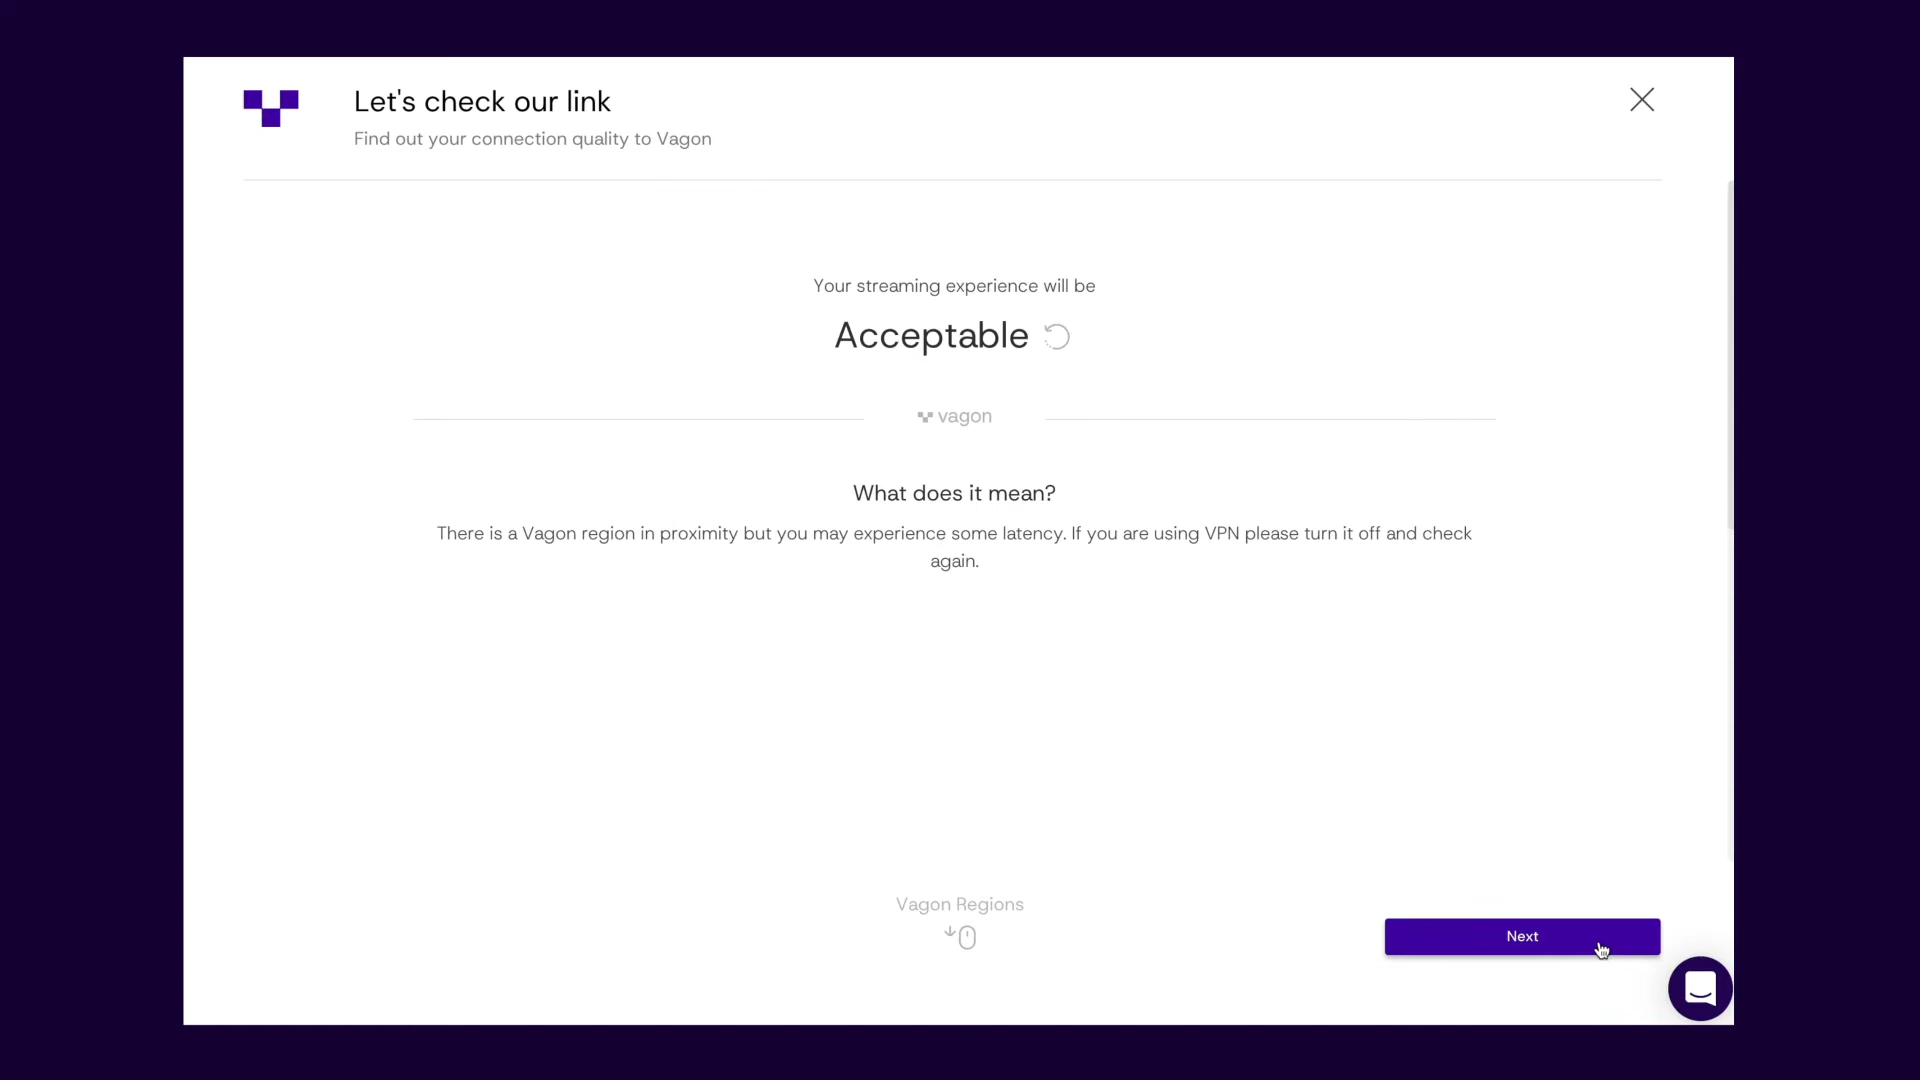 Let's check our link
Find out your connection quality to Vagon
Your streaming experience will be
Acceptable
vagon
What does it mean?
There is a Vagon region in proximity but you may experience some latency. If you are using VPN please turn it off and check
again.
Vagon Regions
Next